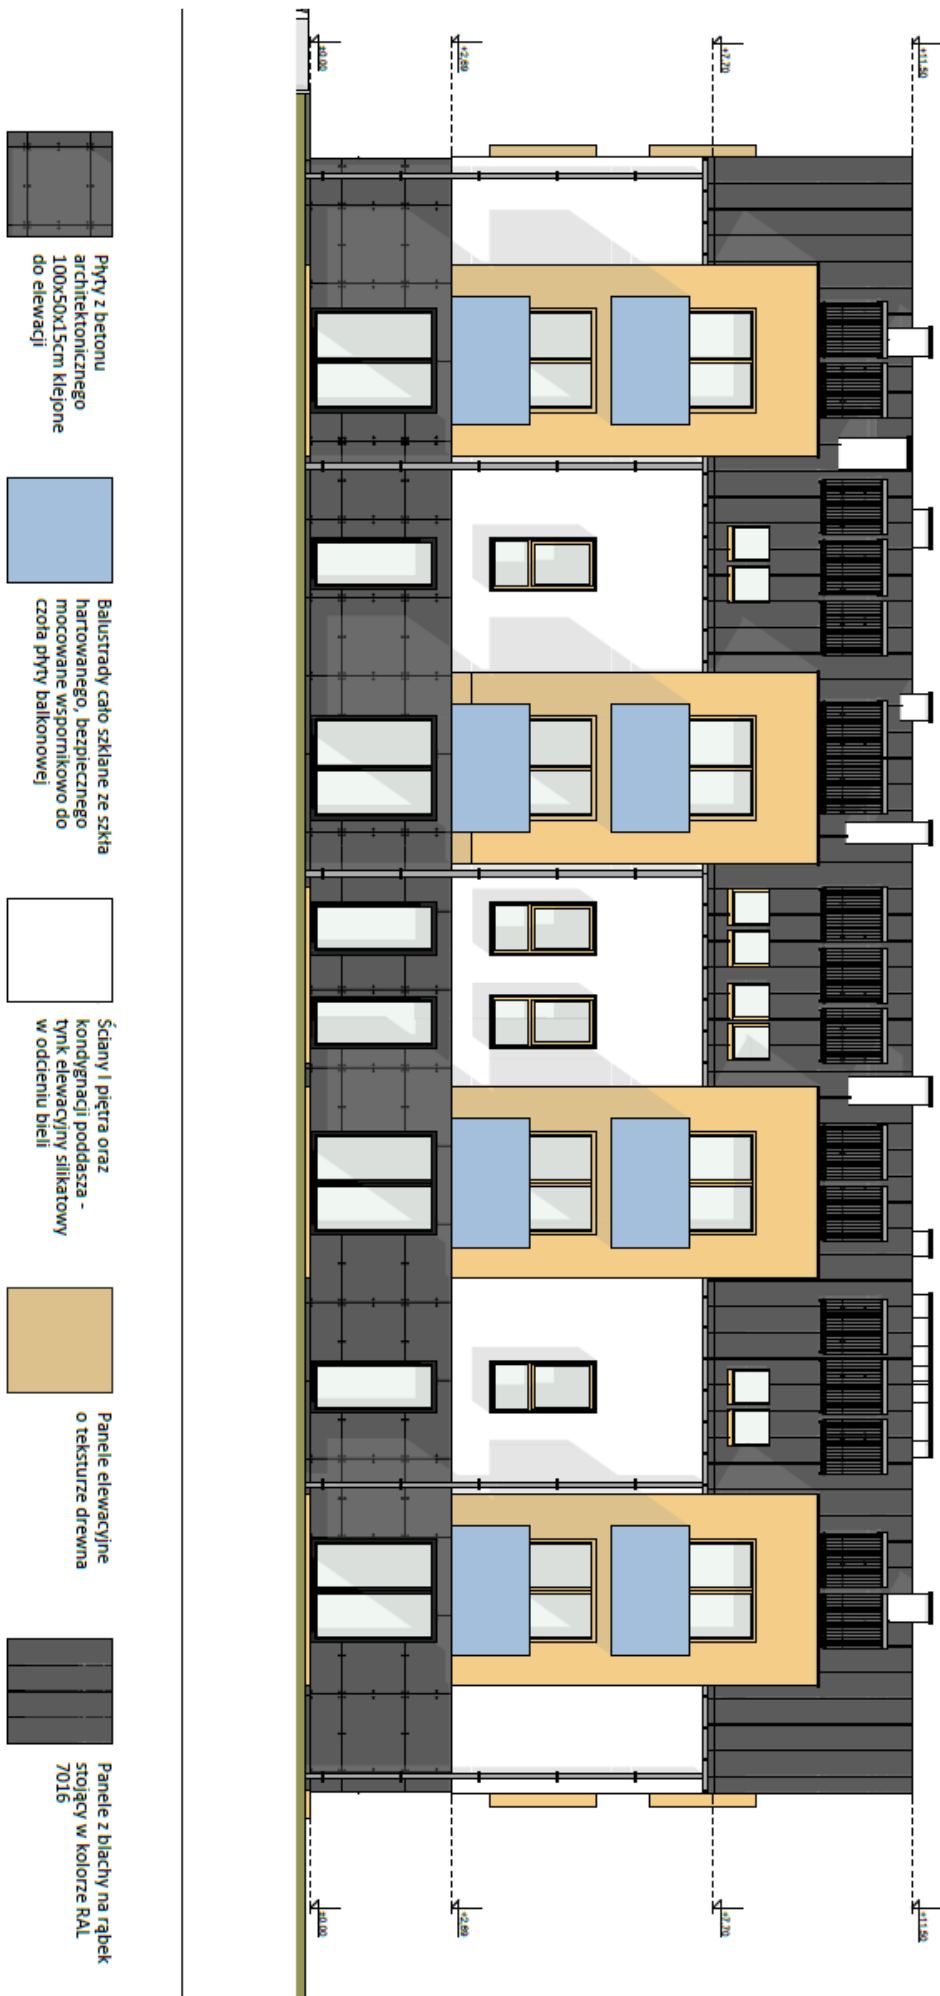 +11.50
+7.70
+2.69
±0.00
+11.50
+7.70
+2.69
±0.00
Płyty z betonu
architektonicznego
100x50x15cm klejone
do elewacji
Balustrady cało szklane ze szkła
hartowanego, bezpiecznego
mocowane wspornikowo do
czoła płyty balkonowej
Ściany I piętra oraz
kondygnacji poddasza -
tynk elewacyjny silikatowy
w odcieniu bieli
Panele elewacyjne
o teksturze drewna
Panele z blachy na rąbek
stojący w kolorze RAL
7016